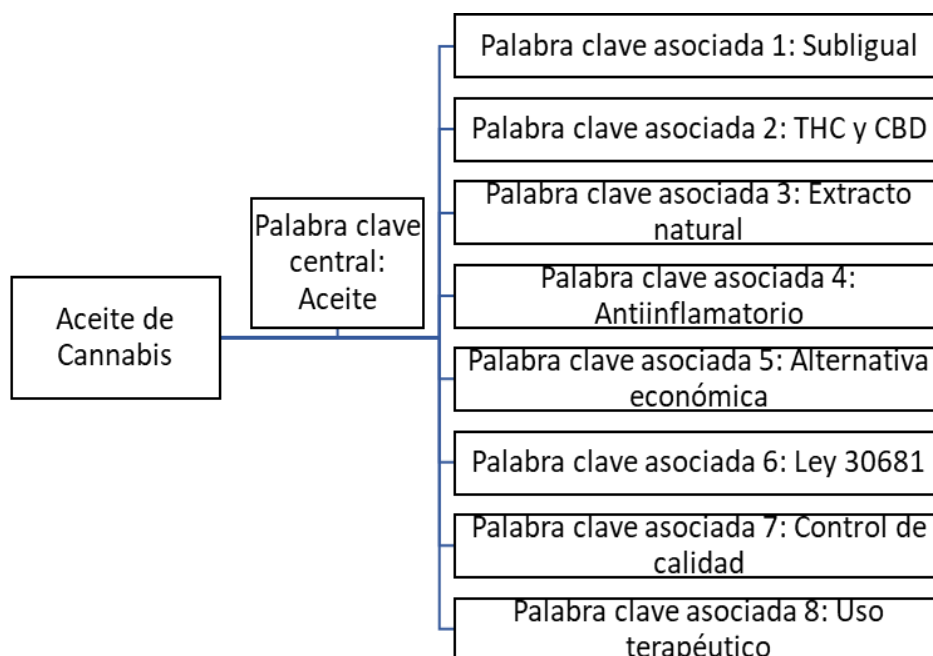 Palabra clave asociada 1: Subligual
Palabra clave asociada 2: THC y CBD
Palabra clave asociada 3: Extracto
natural
Palabra clave
central:
Aceite
Palabra clave asociada 4:
Antiinflamatorio
Aceite de
Cannabis
Palabra clave asociada 5: Alternativa
económica
Palabra clave asociada 6: Ley 30681
Palabra clave asociada 7: Control de
calidad
Palabra clave asociada 8: Uso
terapéutico